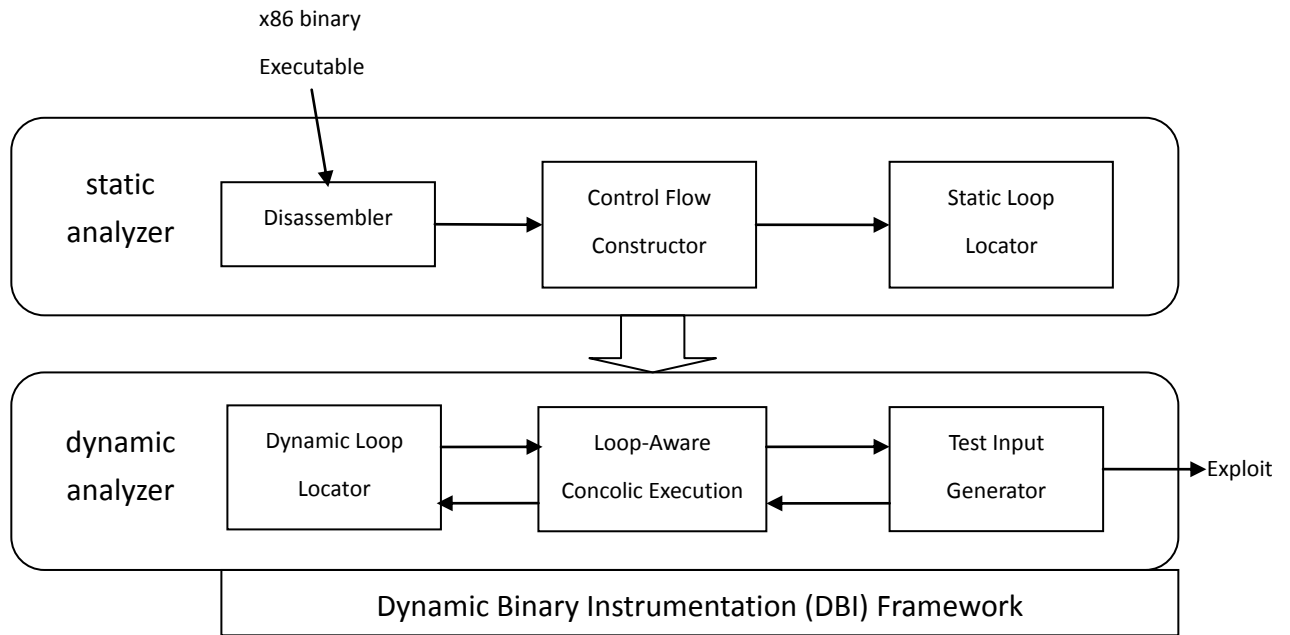 x86 binary
Executable
static
analyzer
Disassembler
Control Flow
Constructor
Static Loop
Locator
dynamic
analyzer
Dynamic Loop
Locator
Loop-Aware
Concolic Execution
Test Input
Generator
Exploit
Dynamic Binary Instrumentation (DBI) Framework